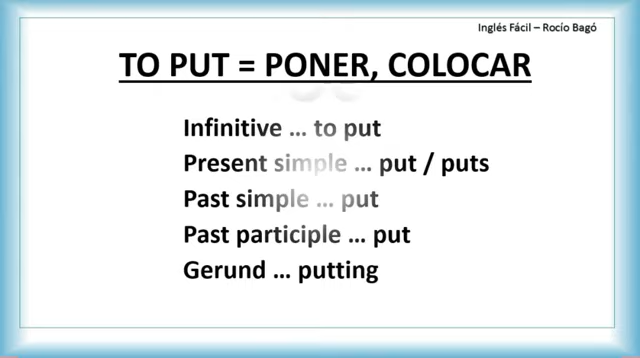 Inglés Fácil – Rocío Bagó
TO PUT = PONER, COLOCAR
Infinitive ... to put
Present simple ... put / puts
Past simple ... put
Past participle ... put
Gerund ... putting